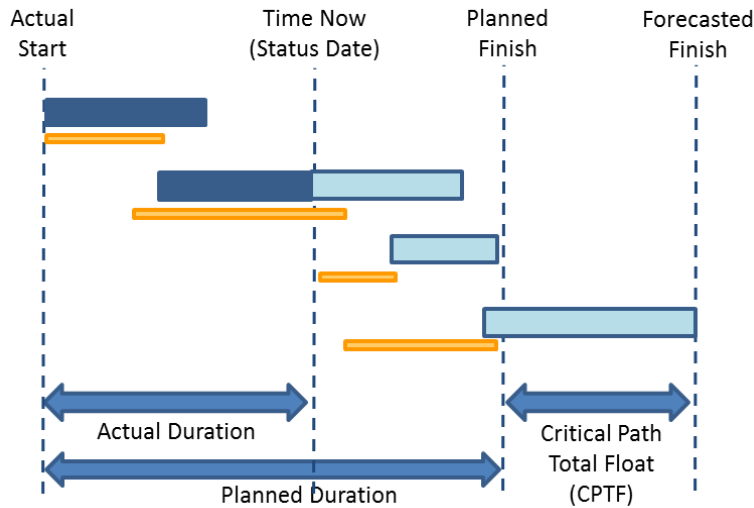 Actual
Start
Time Now
(Status Date)
Planned
Finish
Forecasted
Finish
Actual Duration
Planned Duration
Critical Path
Total Float
(CPTF)